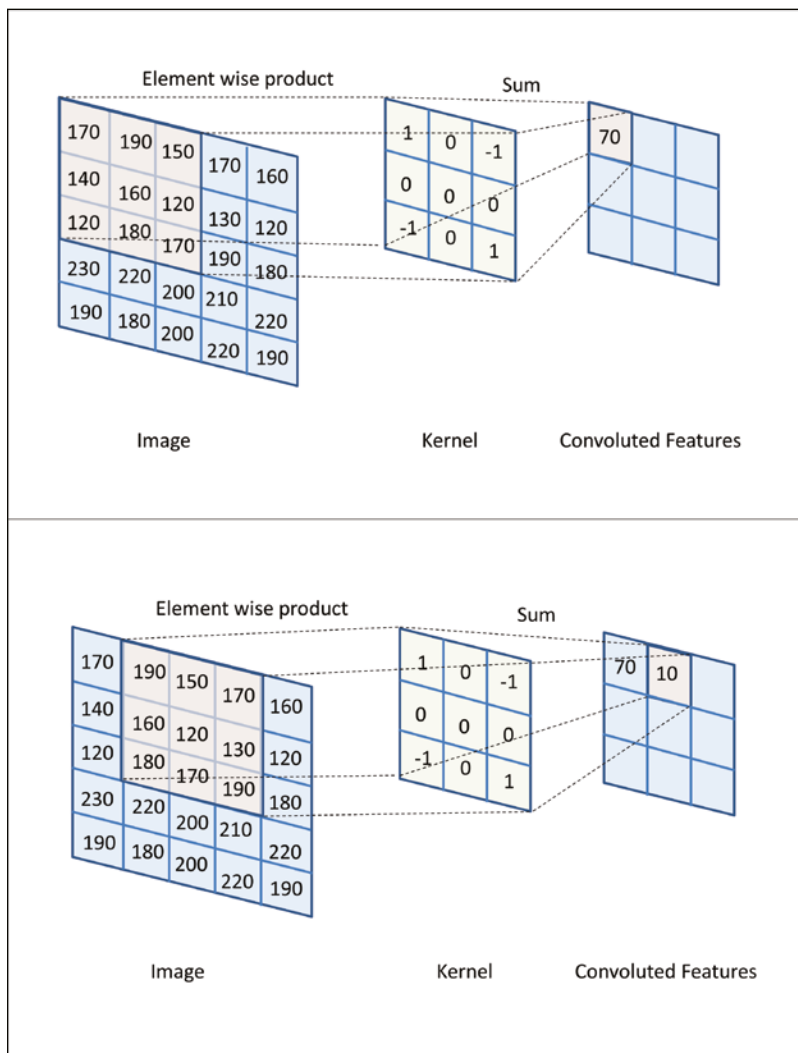 Element wise product Sum
170 190 150 170 160
140 160 120 130 120
120 180 170 190 180
230 220 200 210 220
190 180 200 220 190
1 0 -1
0 0 0
-1 0 1
70
Image Kernel Convoluted Features
Element wise product Sum
170 190 150 170 160
140 160 120 130 120
120 180 170 190 180
230 220 200 210 220
190 180 200 220 190
1 0 -1
0 0 0
-1 0 1
70 10
Image Kernel Convoluted Features